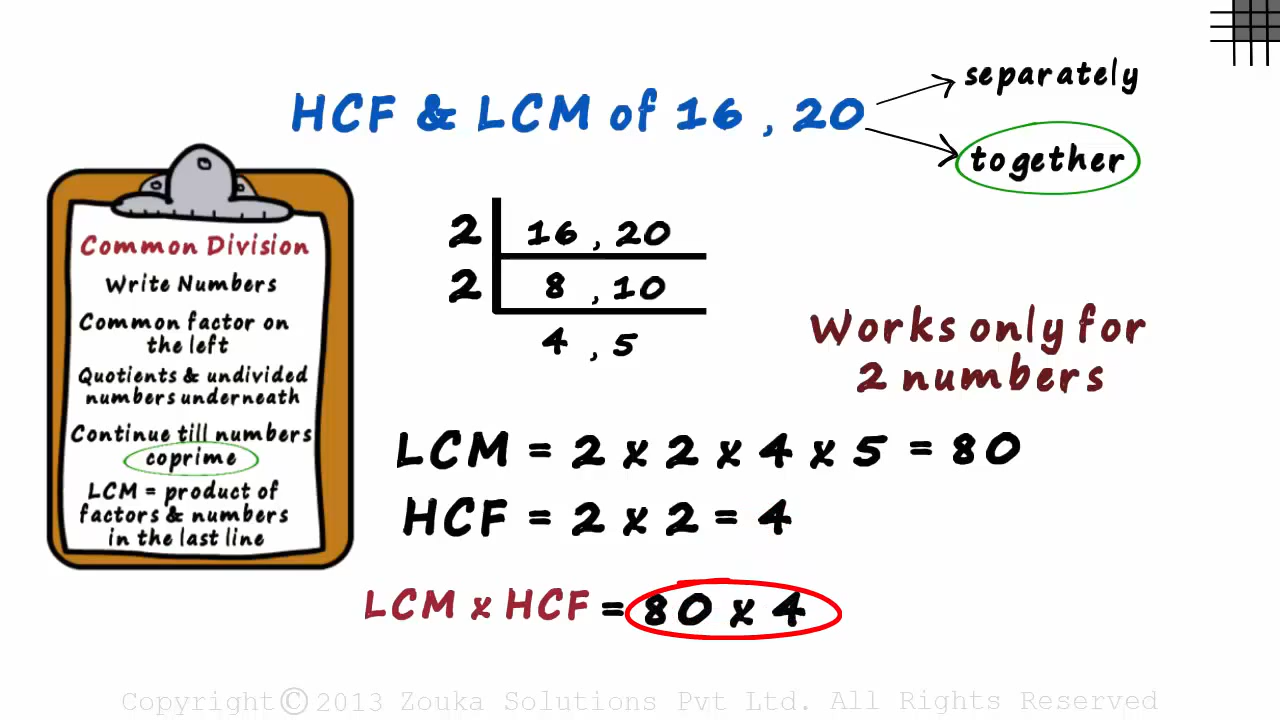 HCF & LCM of 16 , 20
separately
together
Common Division
Write Numbers
Common factor on
the left
Quotients & undivided
numbers underneath
Continue till numbers
coprime
LCM = product of
factors & numbers
in the last line
2 16 , 20
2 8 , 10
4 , 5
Works only for
2 numbers
LCM = 2 x 2 x 4 x 5 = 80
HCF = 2 x 2 = 4
LCM x HCF = 80 x 4
Copyright © 2013 Zouka Solutions Pvt Ltd. All Rights Reserved